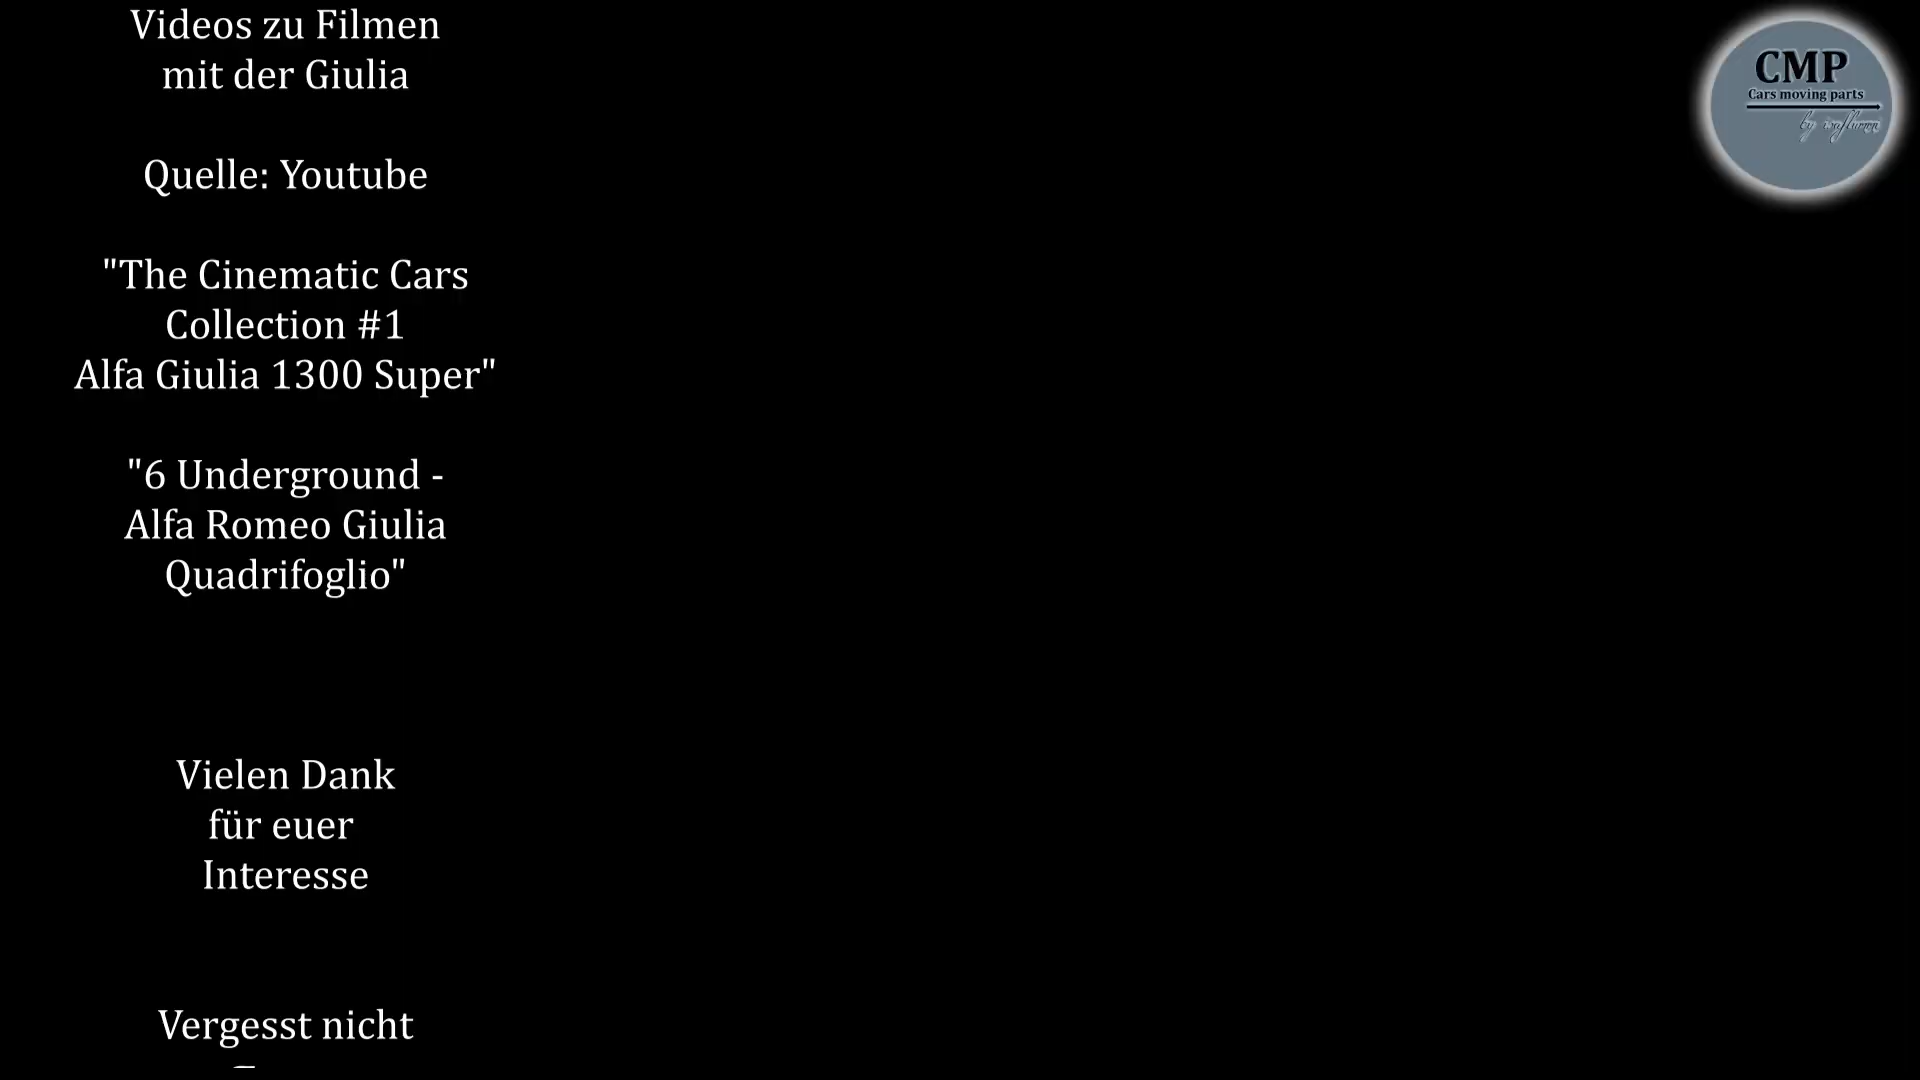 Videos zu Filmen
mit der Giulia
Quelle: Youtube
"The Cinematic Cars
Collection #1
Alfa Giulia 1300 Super"
"6 Underground -
Alfa Romeo Giulia
Quadrifoglio"
Vielen Dank
für euer
Interesse
Vergesst nicht
CMP
Cars moving parts
by